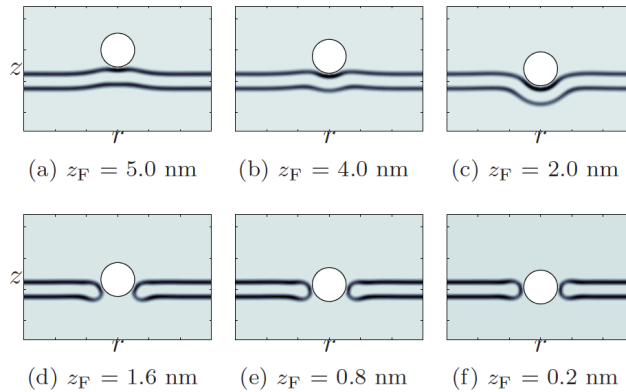 z
r r r
(a) z_F = 5.0 nm (b) z_F = 4.0 nm (c) z_F = 2.0 nm
z
r r r
(d) z_F = 1.6 nm (e) z_F = 0.8 nm (f) z_F = 0.2 nm